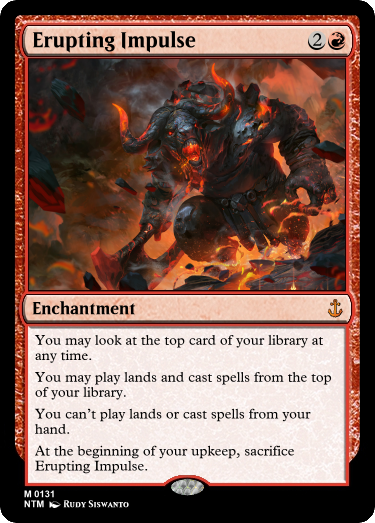 Erupting Impulse 2
Enchantment
You may look at the top card of your library at
any time.
You may play lands and cast spells from the top
of your library.
You can't play lands or cast spells from your
hand.
At the beginning of your upkeep, sacrifice
Erupting Impulse.
M 0131
NTM Rudy Siswanto